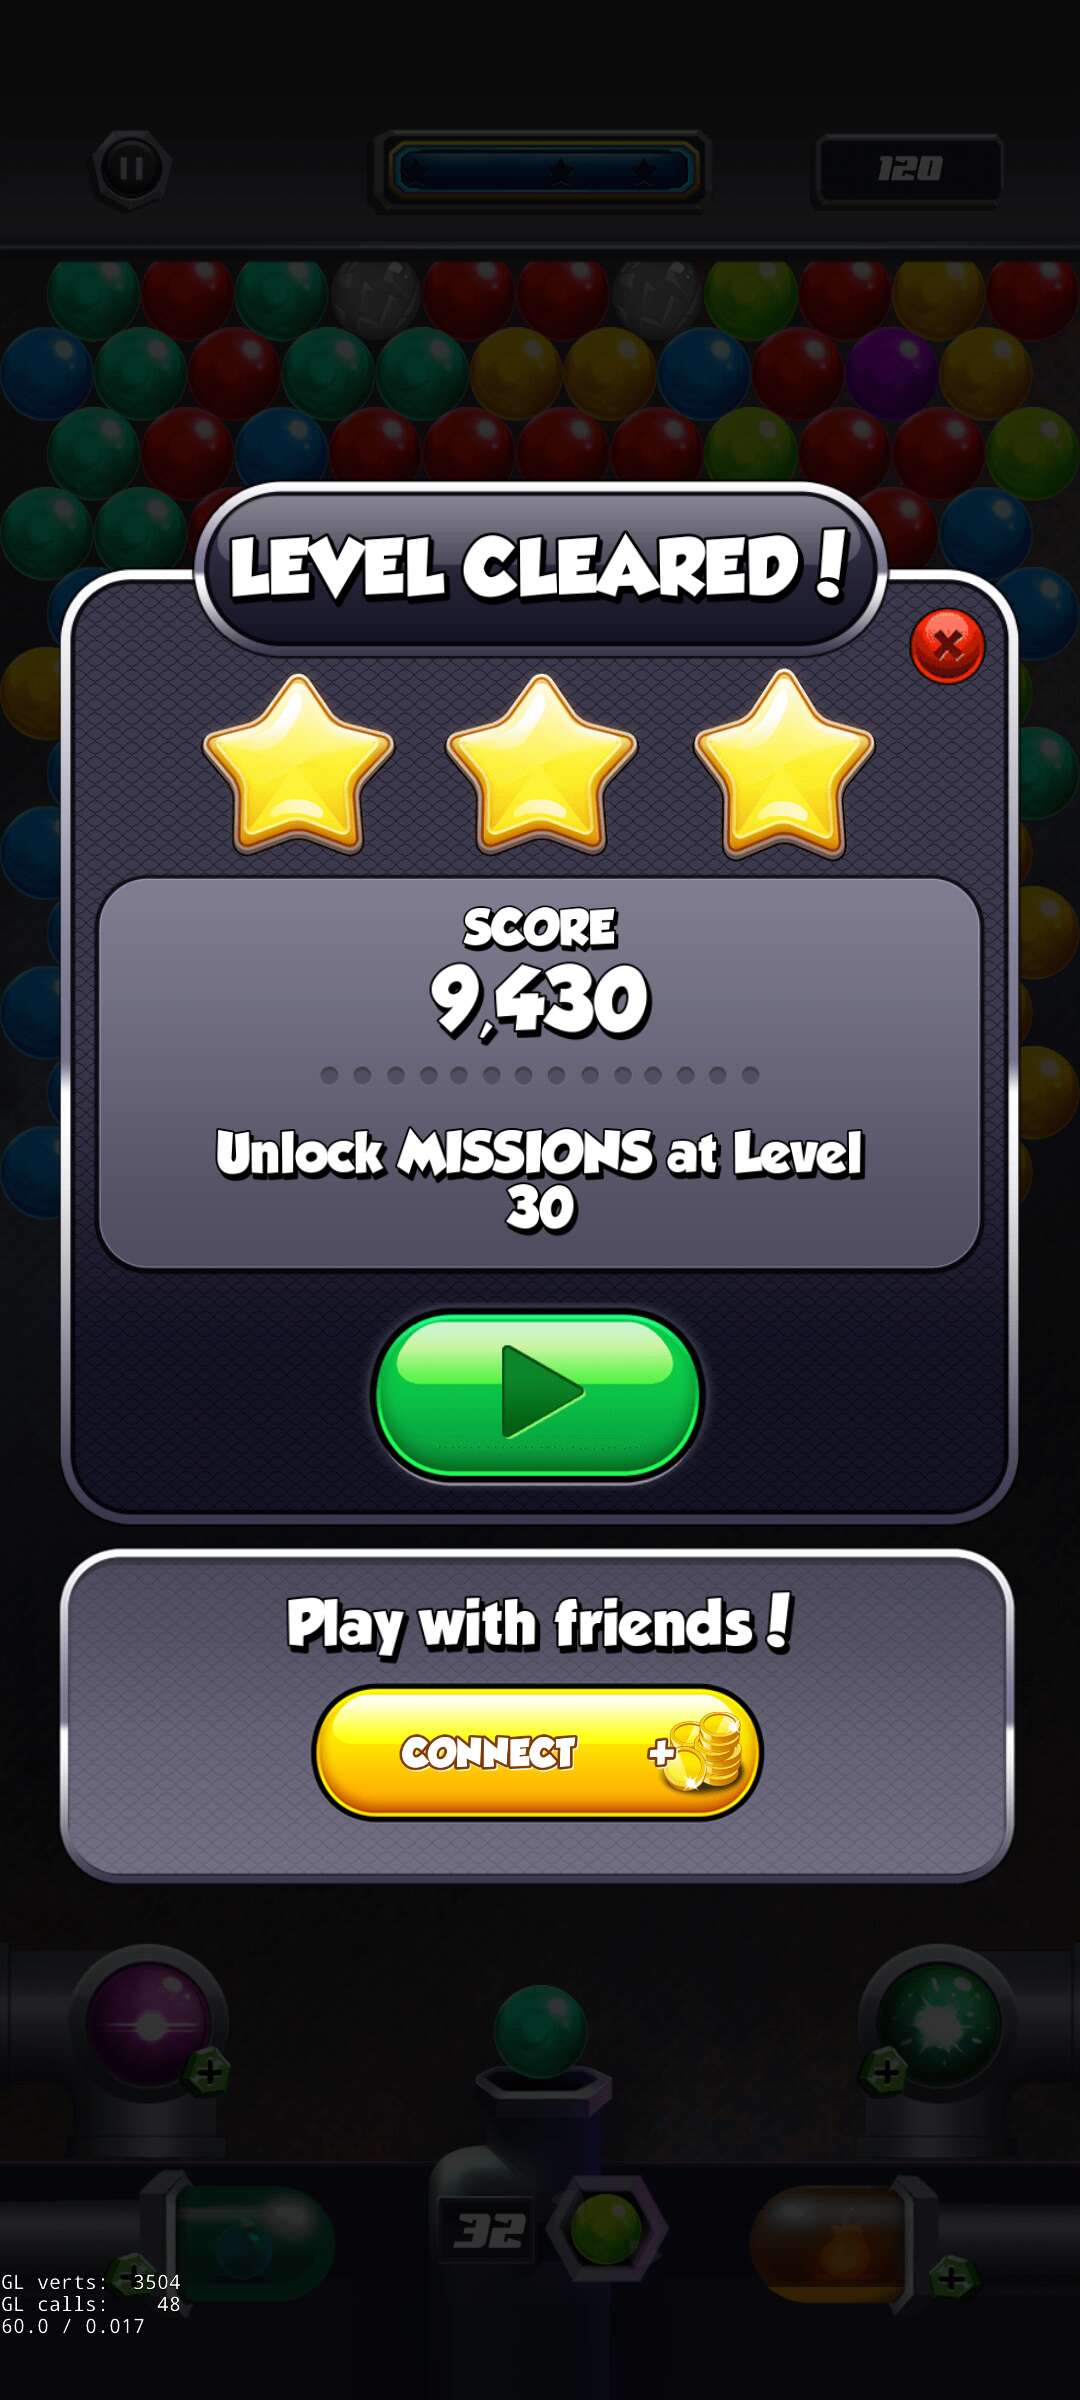 120
LEVEL CLEARED!
SCORE
9,430
Unlock MISSIONS at Level
30
Play with friends!
CONNECT +
32
GL verts: 3504
GL calls: 48
60.0 / 0.017